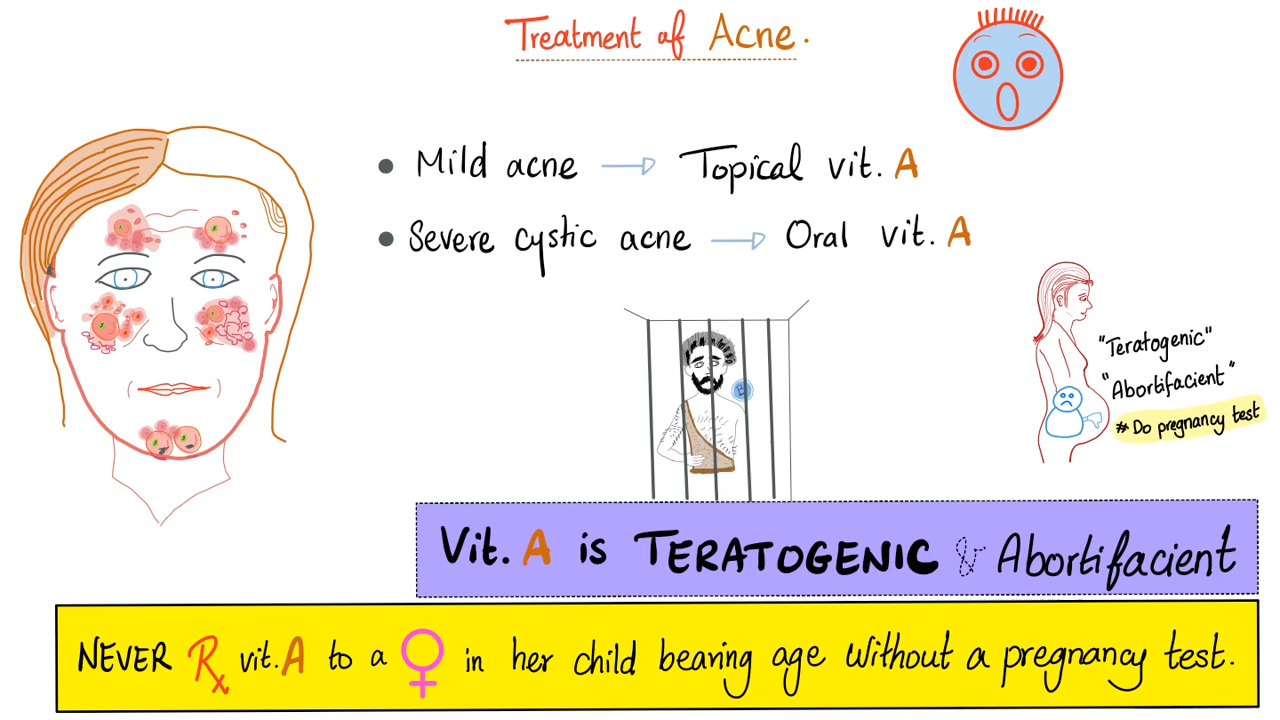 Treatment of Acne.
• Mild acne → Topical vit. A
• Severe cystic acne → Oral vit. A
B
"Teratogenic"
"Abortifacient"
* Do pregnancy test
Vit. A is TERATOGENIC & Abortifacient
NEVER Rx vit. A to a ♀ in her child bearing age without a pregnancy test.